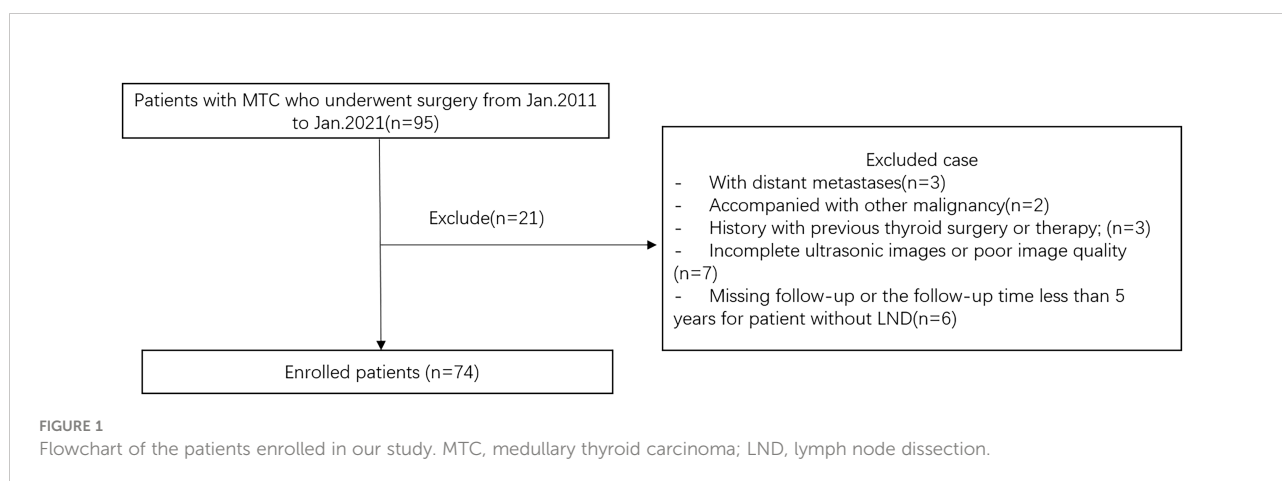 Patients with MTC who underwent surgery from Jan.2011
to Jan.2021(n=95)
Exclude(n=21)
Excluded case
- With distant metastases(n=3)
- Accompanied with other malignancy(n=2)
- History with previous thyroid surgery or therapy; (n=3)
- Incomplete ultrasonic images or poor image quality
(n=7)
- Missing follow-up or the follow-up time less than 5
years for patient without LND(n=6)
Enrolled patients (n=74)
FIGURE 1
Flowchart of the patients enrolled in our study. MTC, medullary thyroid carcinoma; LND, lymph node dissection.